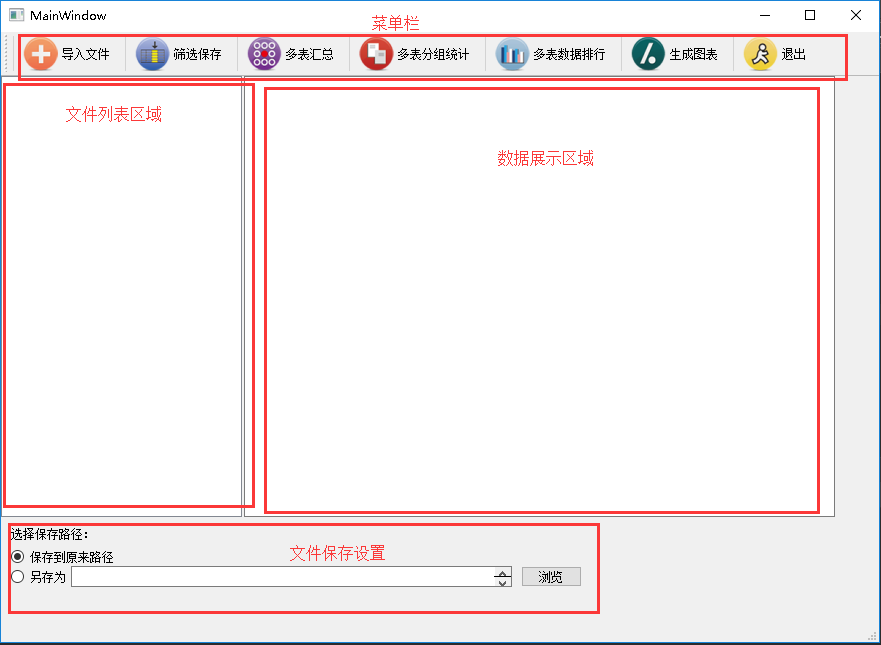 MainWindow
菜单栏
导入文件
筛选保存
多表汇总
多表分组统计
多表数据排行
生成图表
退出
文件列表区域
数据展示区域
选择保存路径：
保存到原来路径
文件保存设置
另存为
浏览